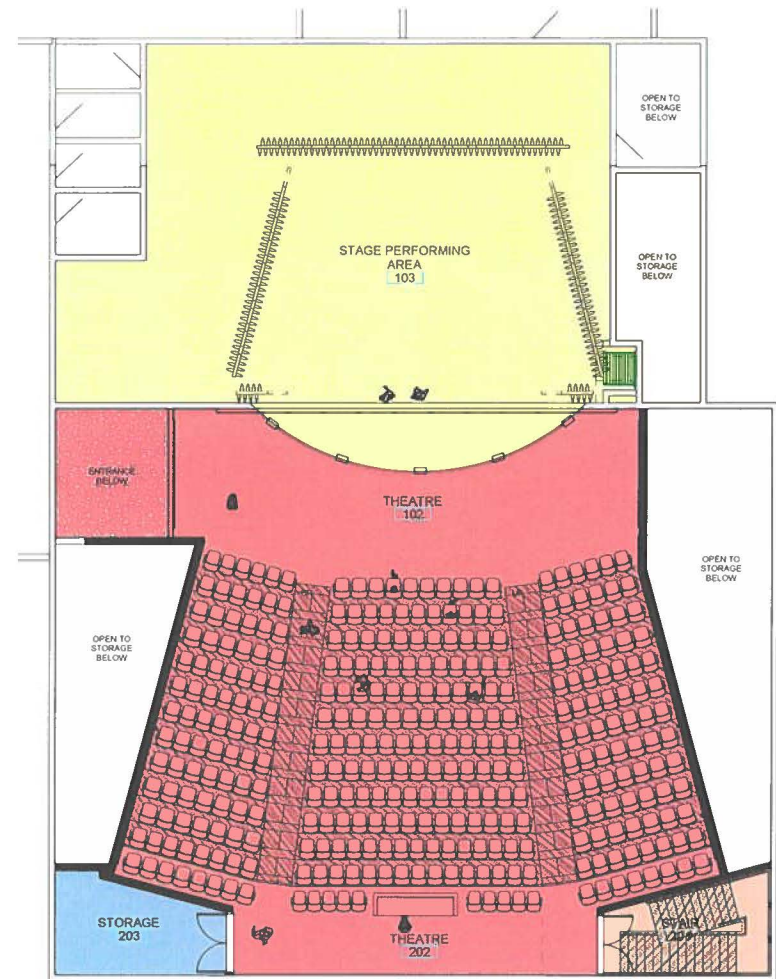 OPEN TO
STORAGE
BELOW
STAGE PERFORMING
AREA
103
OPEN TO
STORAGE
BELOW
ENTRANCE
BELOW
THEATRE
102
OPEN TO
STORAGE
BELOW
OPEN TO
STORAGE
BELOW
STORAGE
203
THEATRE
202
STAIR